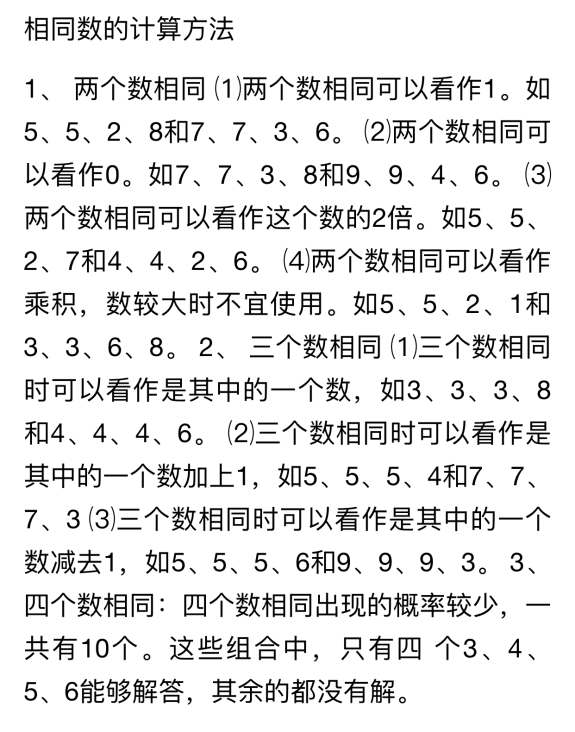 相同数的计算方法
1、 两个数相同 ⑴两个数相同可以看作1。如
5、5、2、8和7、7、3、6。 ⑵两个数相同可
以看作0。如7、7、3、8和9、9、4、6。 ⑶
两个数相同可以看作这个数的2倍。如5、5、
2、7和4、4、2、6。 ⑷两个数相同可以看作
乘积，数较大时不宜使用。如5、5、2、1和
3、3、6、8。 2、 三个数相同 ⑴三个数相同
时可以看作是其中的一个数，如3、3、3、8
和4、4、4、6。 ⑵三个数相同时可以看作是
其中的一个数加上1，如5、5、5、4和7、7、
7、3 ⑶三个数相同时可以看作是其中的一个
数减去1，如5、5、5、6和9、9、9、3。 3、
四个数相同：四个数相同出现的概率较少，一
共有10个。这些组合中，只有四 个3、4、
5、6能够解答，其余的都没有解。